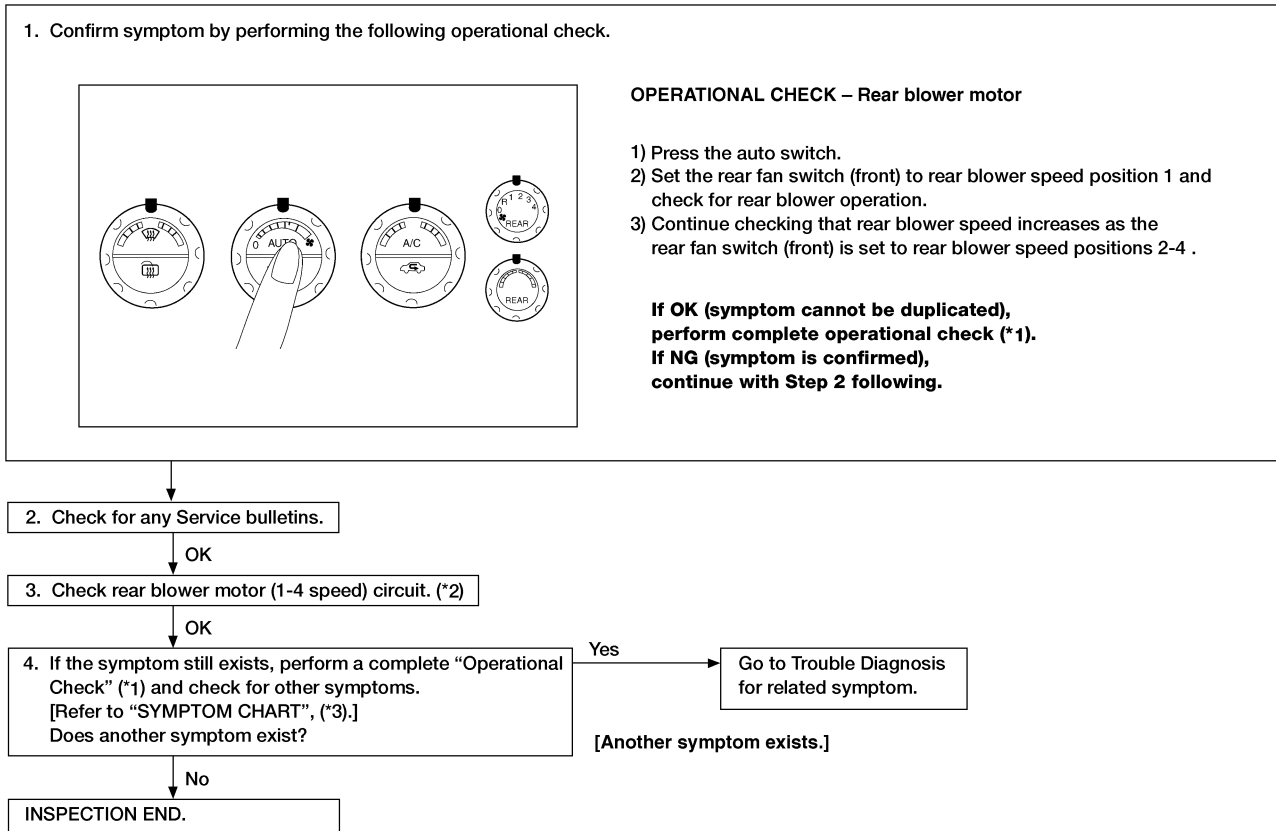 1. Confirm symptom by performing the following operational check.
OPERATIONAL CHECK – Rear blower motor
1) Press the auto switch.
2) Set the rear fan switch (front) to rear blower speed position 1 and
check for rear blower operation.
3) Continue checking that rear blower speed increases as the
rear fan switch (front) is set to rear blower speed positions 2-4 .
If OK (symptom cannot be duplicated),
perform complete operational check (*1).
If NG (symptom is confirmed),
continue with Step 2 following.
0 AUTO
A/C
0 R 1 2 3 4
REAR
REAR
2. Check for any Service bulletins.
OK
3. Check rear blower motor (1-4 speed) circuit. (*2)
OK
4. If the symptom still exists, perform a complete “Operational
Check” (*1) and check for other symptoms.
[Refer to “SYMPTOM CHART”, (*3).]
Does another symptom exist?
Yes
Go to Trouble Diagnosis
for related symptom.
[Another symptom exists.]
No
INSPECTION END.